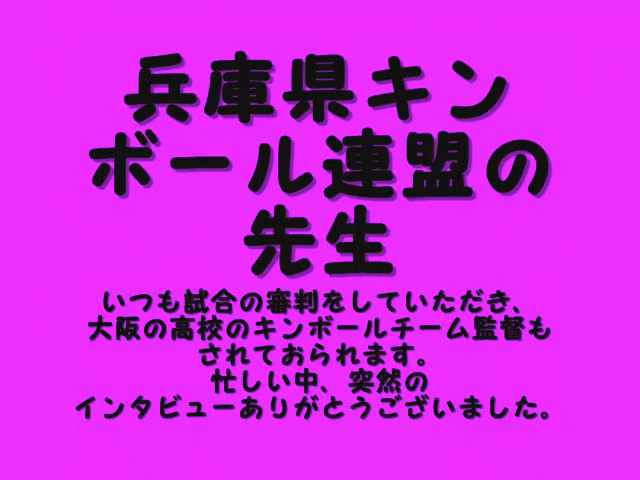 兵庫県キン
ボール連盟の
先生
いつも試合の審判をしていただき、
大阪の高校のキンボールチーム監督も
されておられます。
忙しい中、突然の
インタビューありがとうございました。